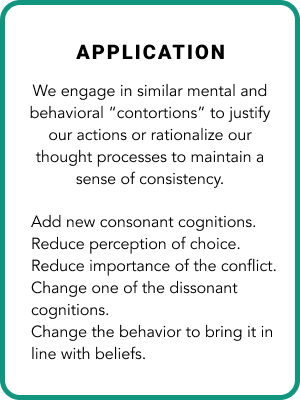 APPLICATION
We engage in similar mental and
behavioral “contortions” to justify
our actions or rationalize our
thought processes to maintain a
sense of consistency.
Add new consonant cognitions.
Reduce perception of choice.
Reduce importance of the conflict.
Change one of the dissonant
cognitions.
Change the behavior to bring it in
line with beliefs.